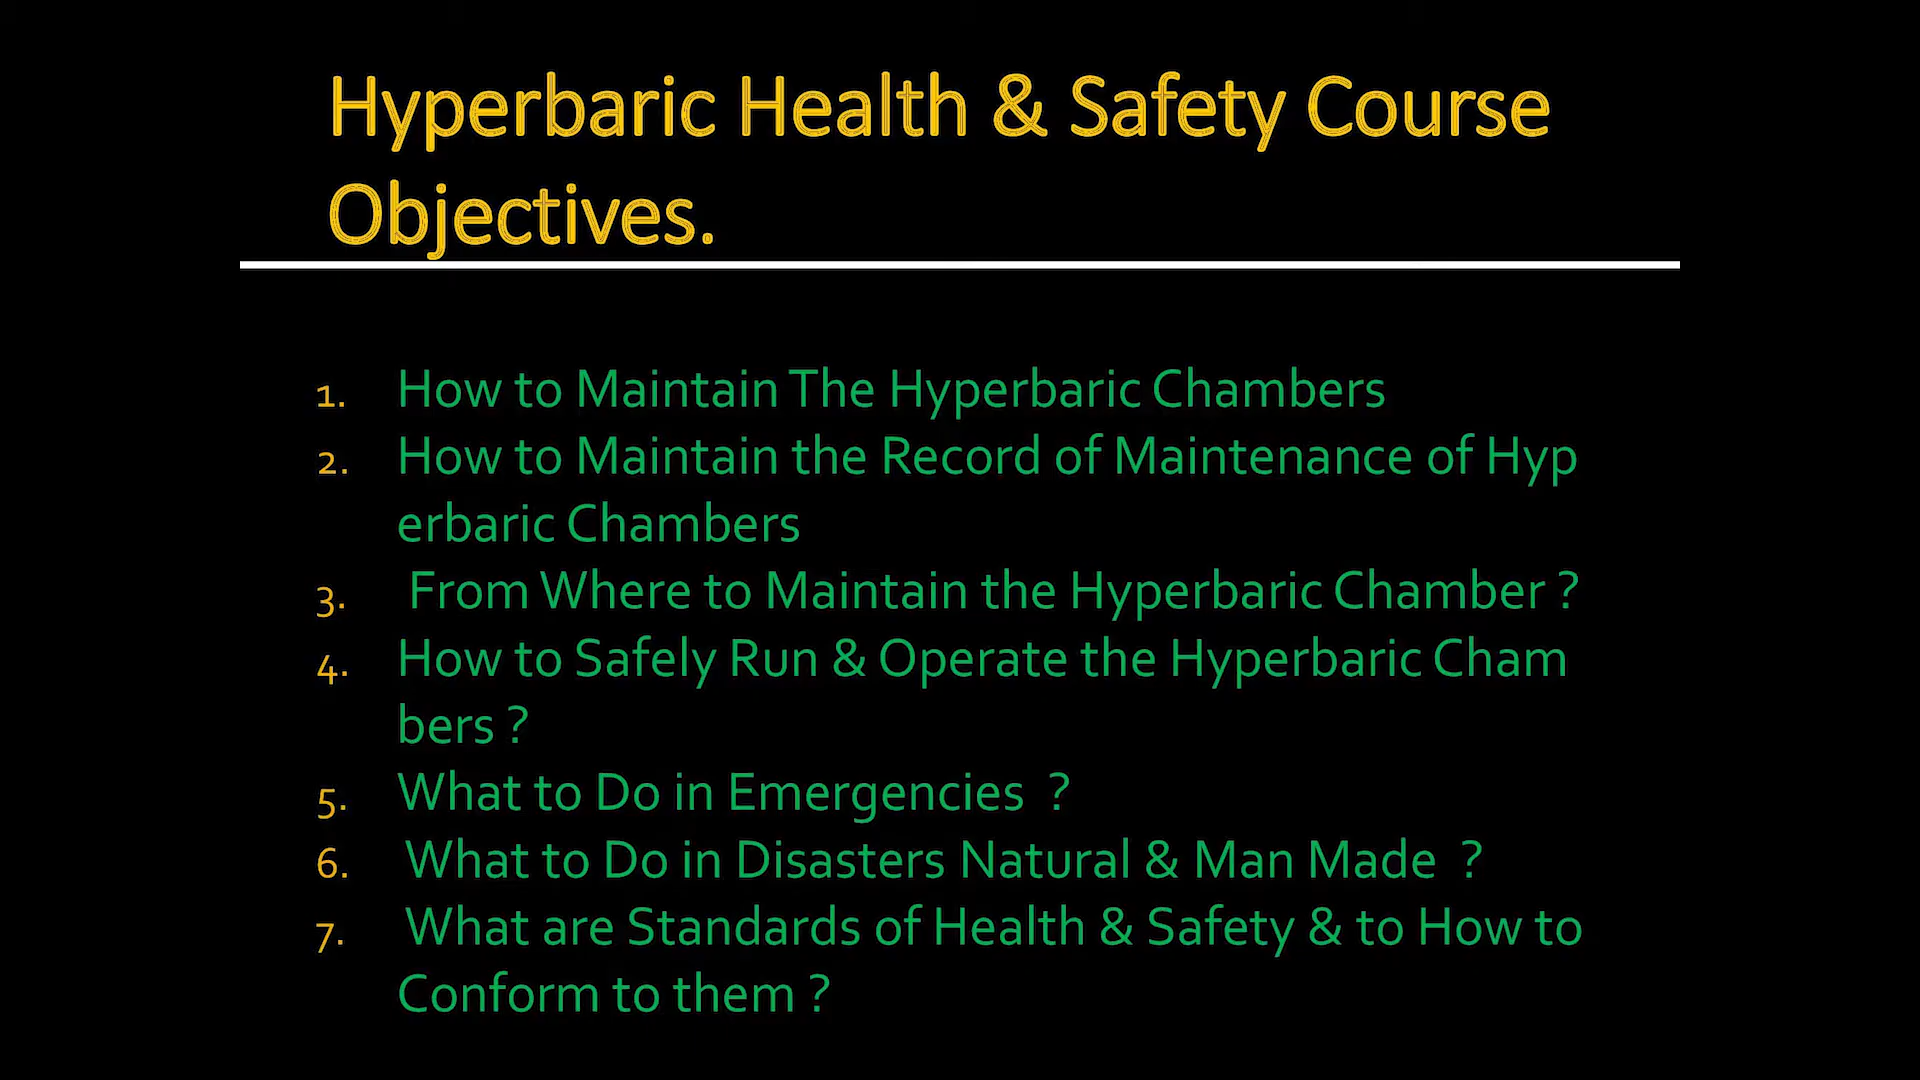 Hyperbaric Health & Safety Course
Objectives.
1. How to Maintain The Hyperbaric Chambers
2. How to Maintain the Record of Maintenance of Hyp
erbaric Chambers
3. From Where to Maintain the Hyperbaric Chamber ?
4. How to Safely Run & Operate the Hyperbaric Cham
bers ?
5. What to Do in Emergencies ?
6. What to Do in Disasters Natural & Man Made ?
7. What are Standards of Health & Safety & to How to
Conform to them ?